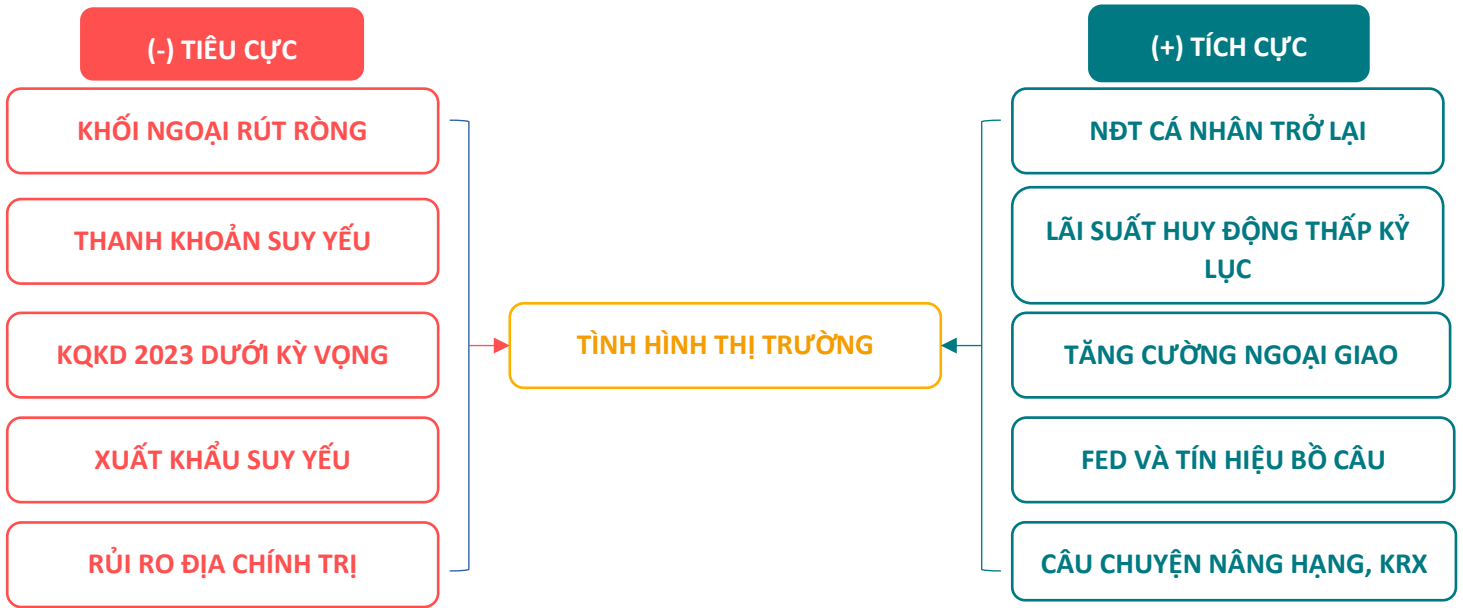 (-) TIÊU CỰC
KHỐI NGOẠI RÚT RÒNG
THANH KHOẢN SUY YẾU
KQKD 2023 DƯỚI KỲ VỌNG
XUẤT KHẨU SUY YẾU
RỦI RO ĐỊA CHÍNH TRỊ
TÌNH HÌNH THỊ TRƯỜNG
(+) TÍCH CỰC
NĐT CÁ NHÂN TRỞ LẠI
LÃI SUẤT HUY ĐỘNG THẤP KỶ
LỤC
TĂNG CƯỜNG NGOẠI GIAO
FED VÀ TÍN HIỆU BỒ CÂU
CÂU CHUYỆN NÂNG HẠNG, KRX